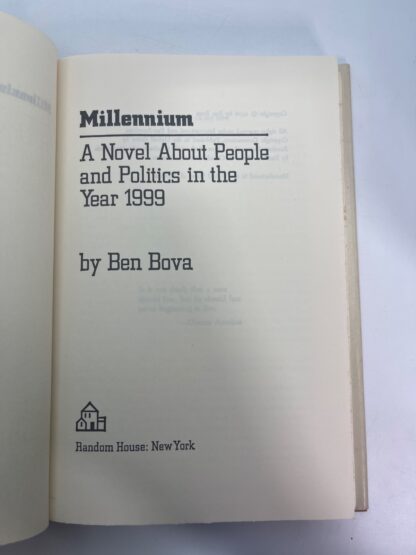 Millennium
A Novel About People
and Politics in the
Year 1999
by Ben Bova
Random House: New York